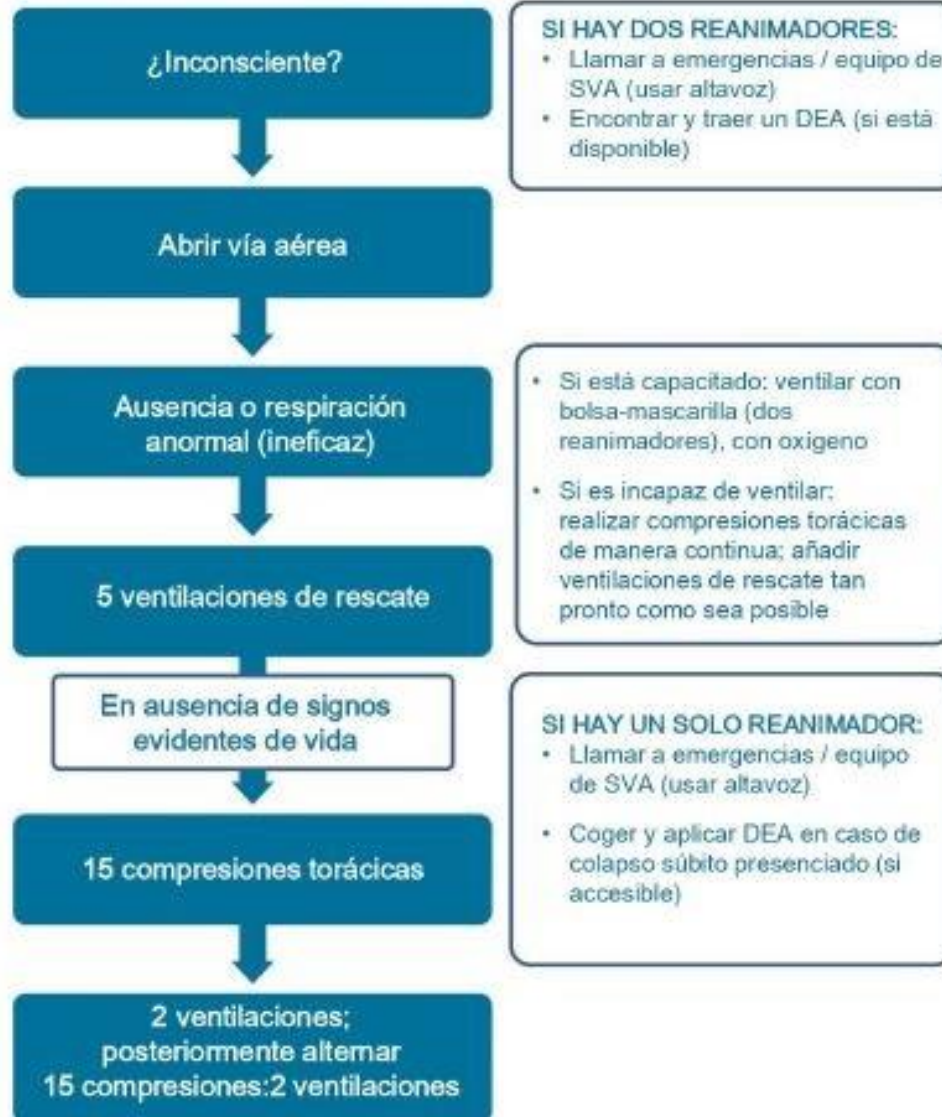 ¿Inconsciente?
SI HAY DOS REANIMADORES:
• Llamar a emergencias / equipo de
SVA (usar altavoz)
• Encontrar y traer un DEA (si está
disponible)
Abrir vía aérea
Ausencia o respiración
anormal (ineficaz)
• Si está capacitado: ventilar con
bolsa-mascarilla (dos
reanimadores), con oxigeno
• Si es incapaz de ventilar:
realizar compresiones torácicas
de manera continua; añadir
ventilaciones de rescate tan
pronto como sea posible
5 ventilaciones de rescate
En ausencia de signos
evidentes de vida
SI HAY UN SOLO REANIMADOR:
• Llamar a emergencias / equipo
de SVA (usar altavoz)
• Coger y aplicar DEA en caso de
colapso súbito presenciado (si
accesible)
15 compresiones torácicas
2 ventilaciones;
posteriormente alternar
15 compresiones:2 ventilaciones